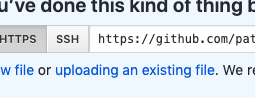 u've done this kind of thing b
HTTPS SSH https://github.com/pat
w file or uploading an existing file. We re